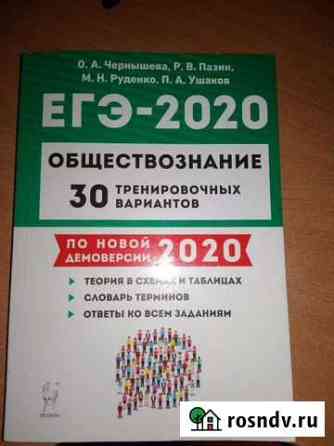 О. А. Чернышева, Р. В. Пазин,
М. Н. Руденко, П. А. Ушаков
ЕГЭ-2020
ОБЩЕСТВОЗНАНИЕ
30 ТРЕНИРОВОЧНЫХ
ВАРИАНТОВ
ПО НОВОЙ
ДЕМОВЕРСИИ 2020
ТЕОРИЯ В СХЕМАХ И ТАБЛИЦАХ
СЛОВАРЬ ТЕРМИНОВ
ОТВЕТЫ КО ВСЕМ ЗАДАНИЯМ
rosndv.ru